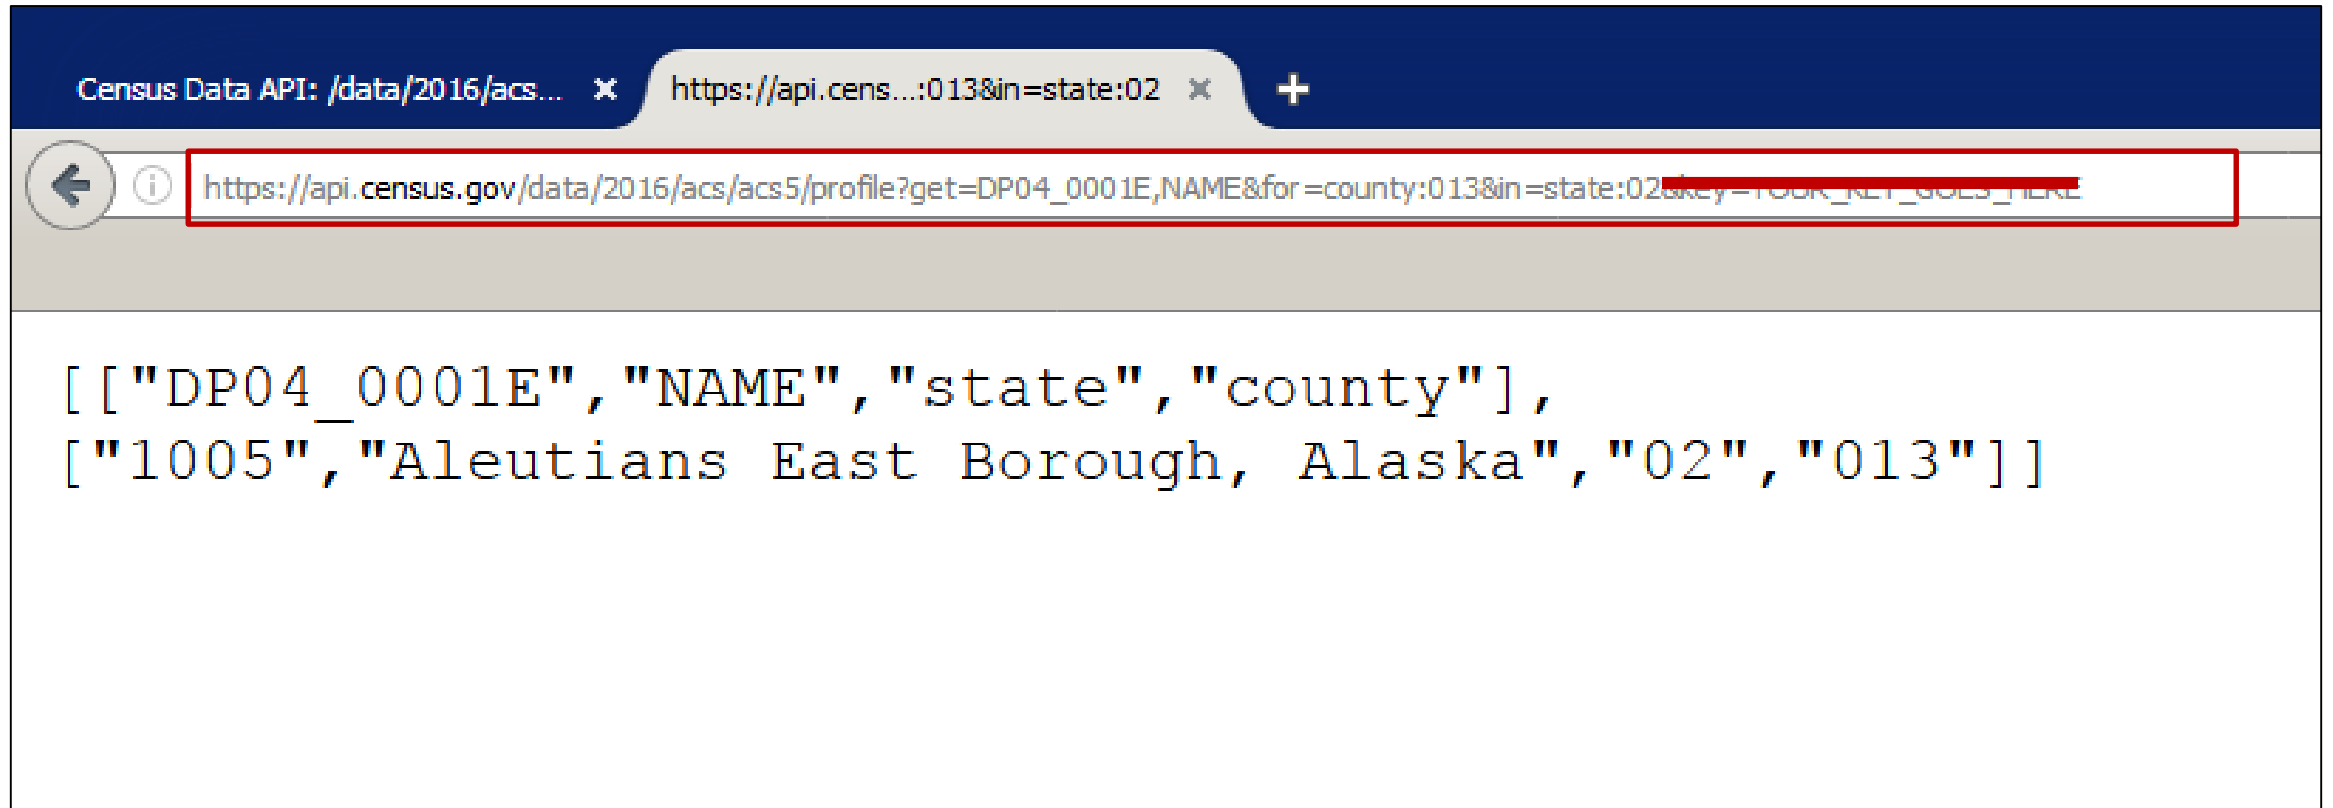 Census Data API: /data/2016/acs... × https://api.cens...:013&in=state:02 × +
https://api.census.gov/data/2016/acs/acs5/profile?get=DP04_0001E,NAME&for=county:013&in=state:02&key=YOUR_KEY_GOES_HERE
[["DP04_0001E","NAME","state","county"],
["1005","Aleutians East Borough, Alaska","02","013"]]